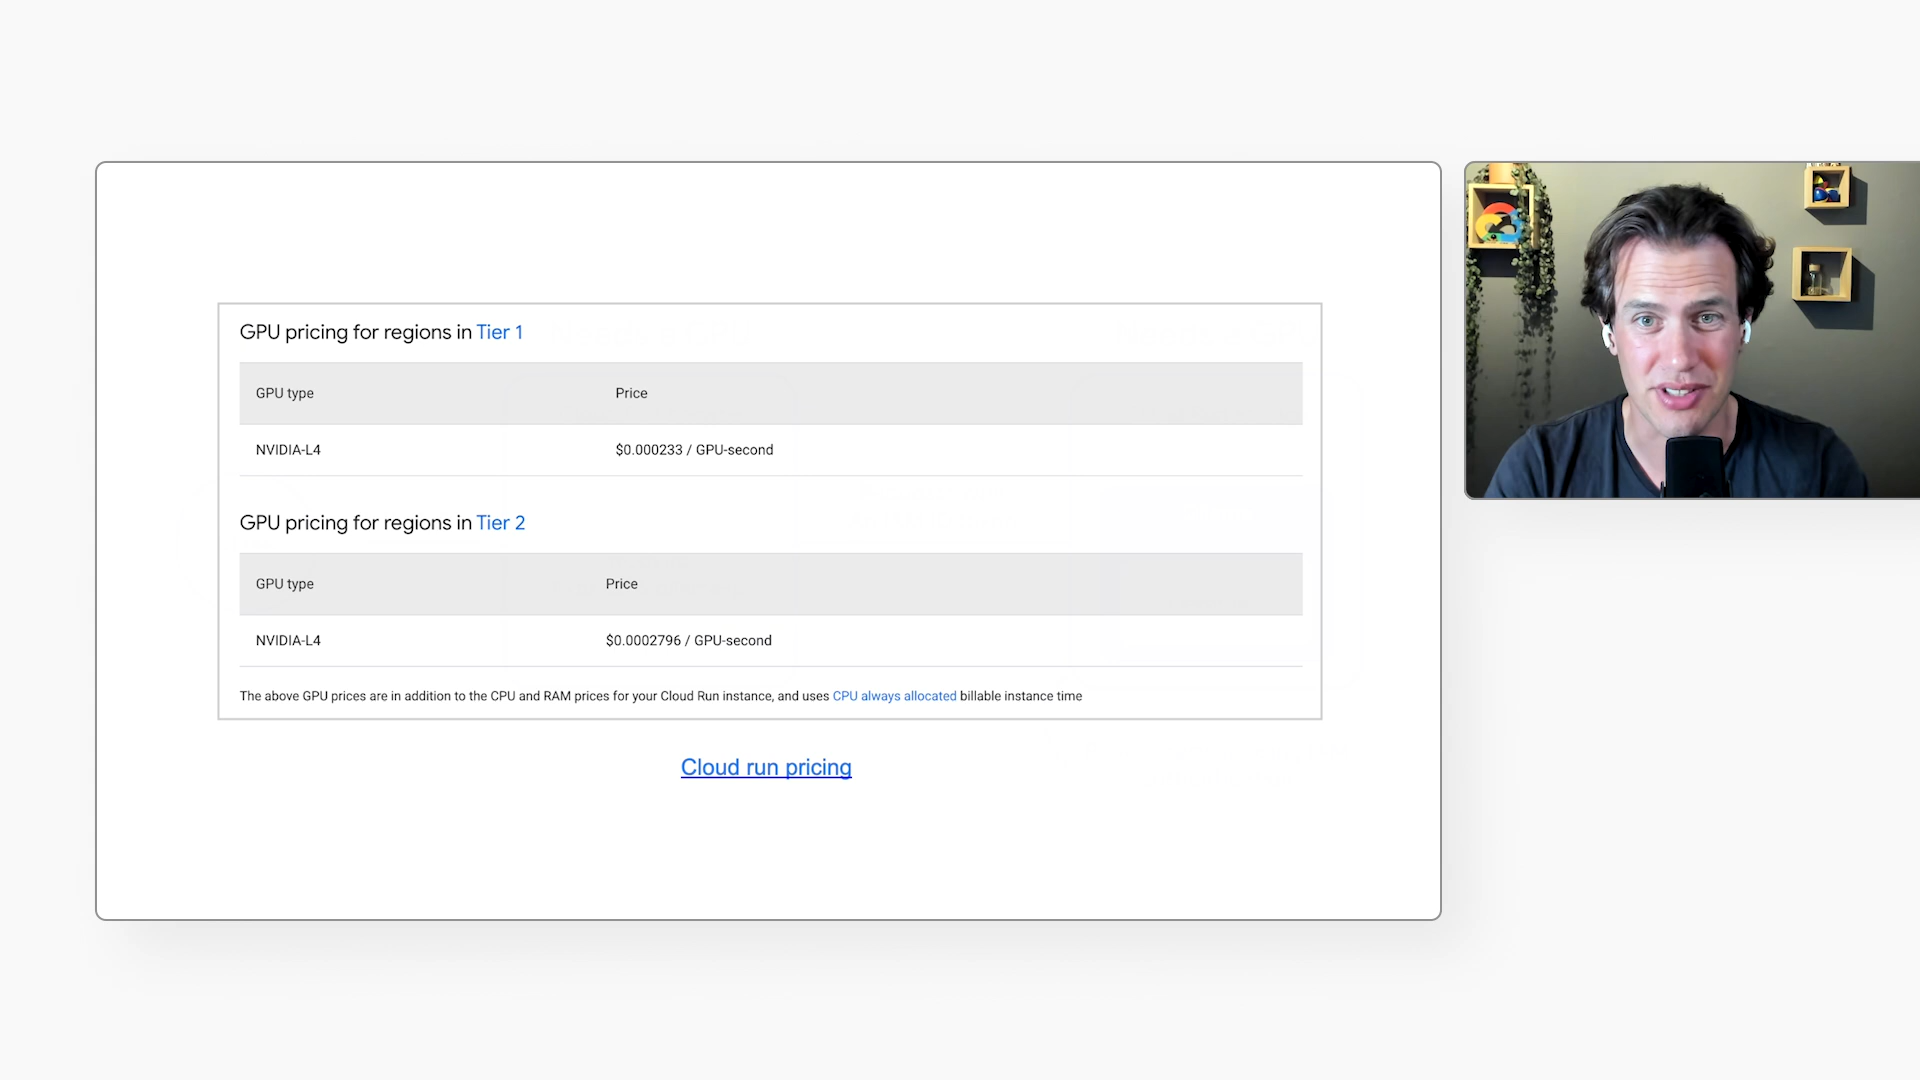 GPU pricing for regions in Tier 1
GPU type Price
NVIDIA-L4 $0.000233 / GPU-second
GPU pricing for regions in Tier 2
GPU type Price
NVIDIA-L4 $0.0002796 / GPU-second
The above GPU prices are in addition to the CPU and RAM prices for your Cloud Run instance, and uses CPU always allocated billable instance time
Cloud run pricing